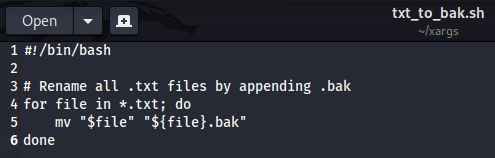 Open
txt_to_bak.sh
~/xargs
1 #!/bin/bash
2
3 # Rename all .txt files by appending .bak
4 for file in *.txt; do
5     mv "$file" "${file}.bak"
6 done